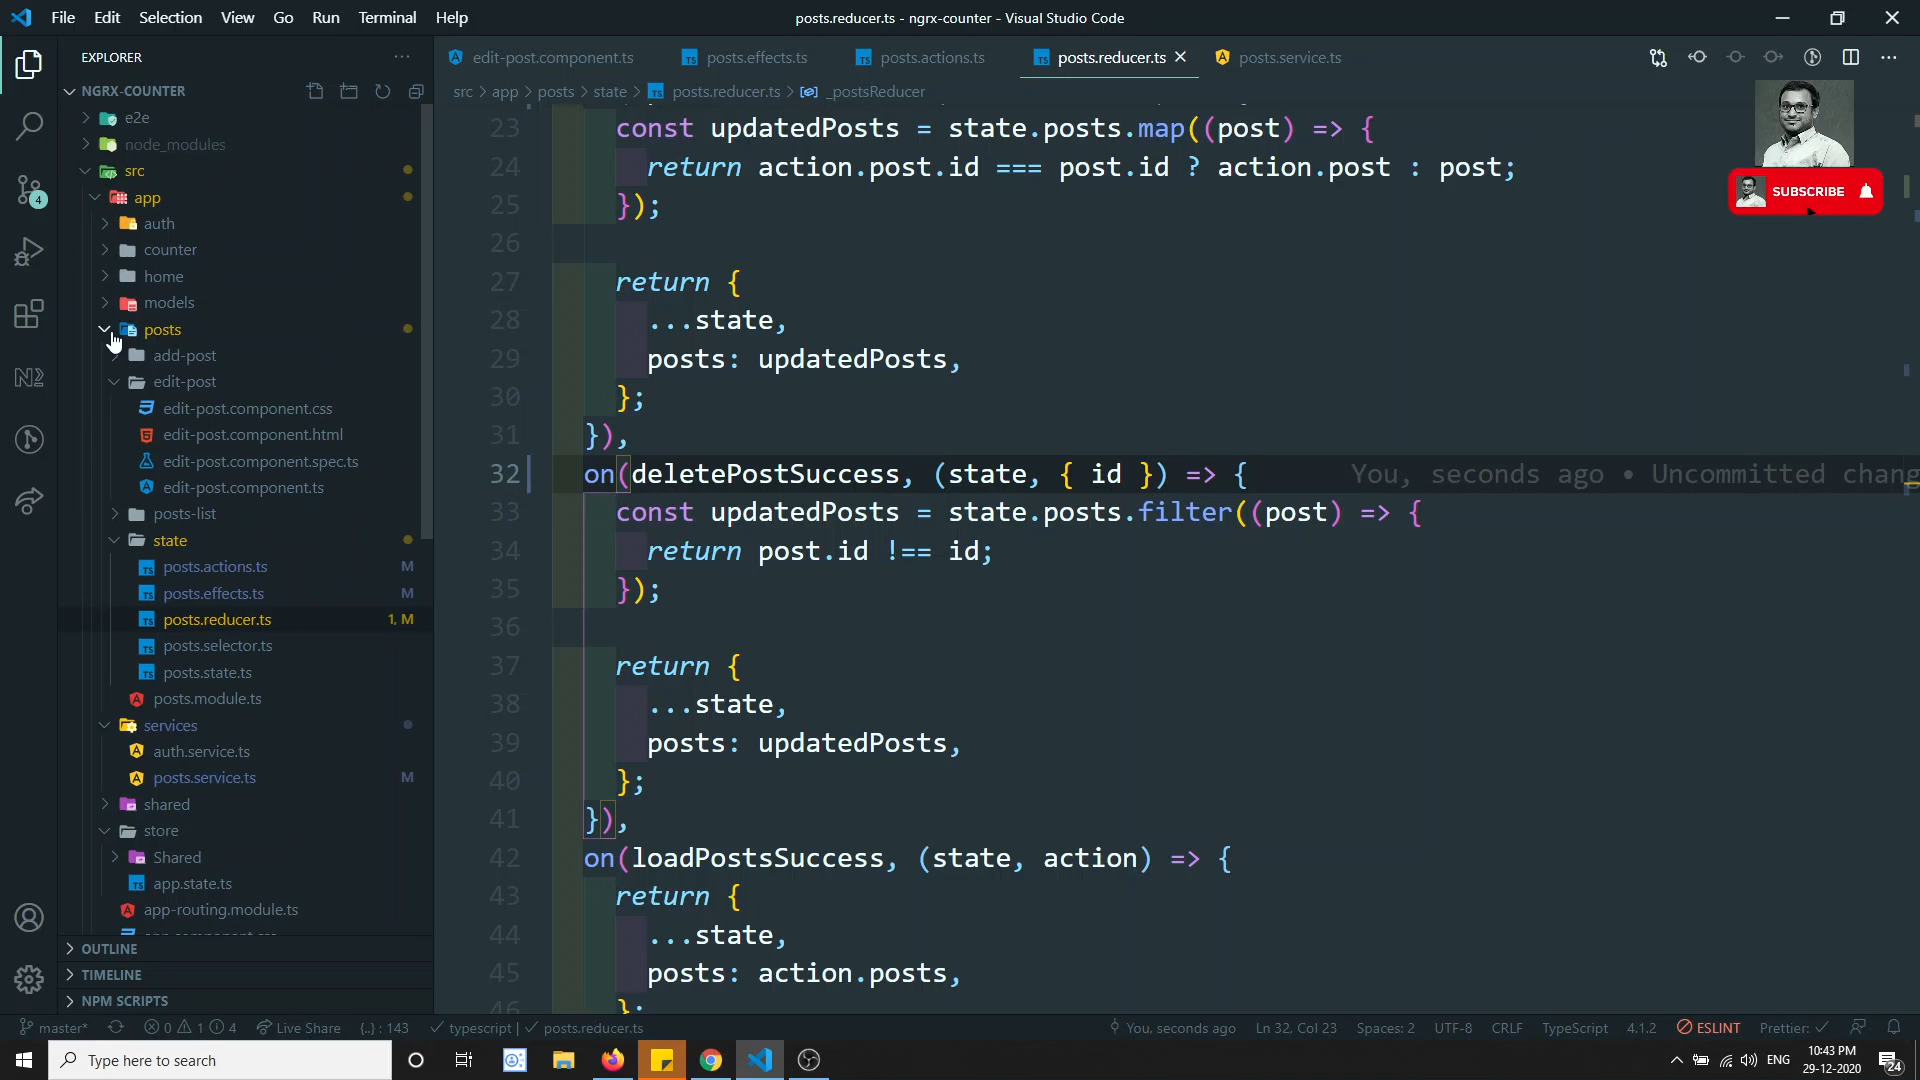 File Edit Selection View Go Run Terminal Help
posts.reducer.ts - ngrx-counter - Visual Studio Code
EXPLORER
edit-post.component.ts posts.effects.ts posts.actions.ts posts.reducer.ts posts.service.ts
NGRX-COUNTER
src app posts state posts.reducer.ts _postsReducer
e2e
node_modules
src
app
auth
counter
home
models
posts
add-post
edit-post
edit-post.component.css
edit-post.component.html
edit-post.component.spec.ts
edit-post.component.ts
posts-list
state
posts.actions.ts M
posts.effects.ts M
posts.reducer.ts 1, M
posts.selector.ts
posts.state.ts
posts.module.ts
services
auth.service.ts
posts.service.ts M
shared
store
Shared
app.state.ts
app-routing.module.ts
OUTLINE
TIMELINE
NPM SCRIPTS
4
23 const updatedPosts = state.posts.map((post) => {
24 return action.post.id === post.id ? action.post : post;
25 });
26
27 return {
28 ...state,
29 posts: updatedPosts,
30 };
31 }),
32 on(deletePostSuccess, (state, { id }) => { You, seconds ago • Uncommitted chang
33 const updatedPosts = state.posts.filter((post) => {
34 return post.id !== id;
35 });
36
37 return {
38 ...state,
39 posts: updatedPosts,
40 };
41 }),
42 on(loadPostsSuccess, (state, action) => {
43 return {
44 ...state,
45 posts: action.posts,
46 };
SUBSCRIBE
master* 0 1 4 Live Share {..} : 143 typescript | posts.reducer.ts You, seconds ago Ln 32, Col 23 Spaces: 2 UTF-8 CRLF TypeScript 4.1.2 ESLINT Prettier:
Type here to search
ENG
10:43 PM
29-12-2020
24